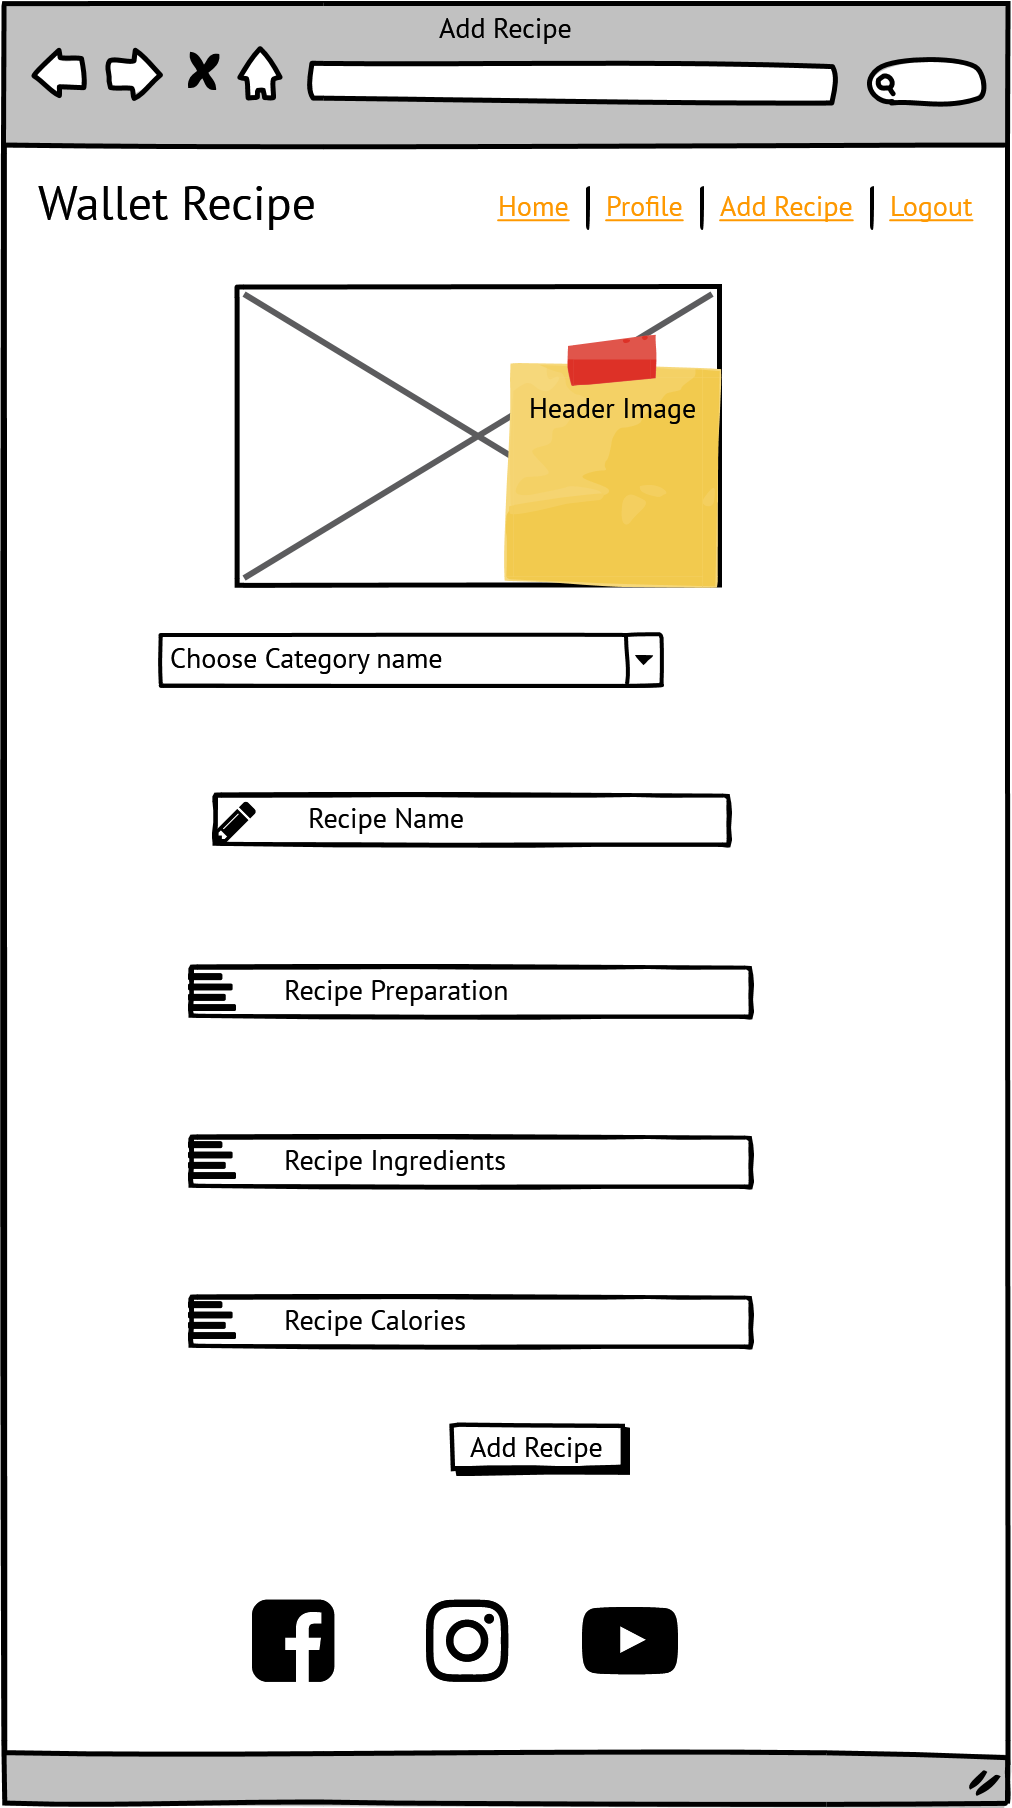 Add Recipe
Wallet Recipe
Home | Profile | Add Recipe | Logout
Header Image
Choose Category name
Recipe Name
Recipe Preparation
Recipe Ingredients
Recipe Calories
Add Recipe